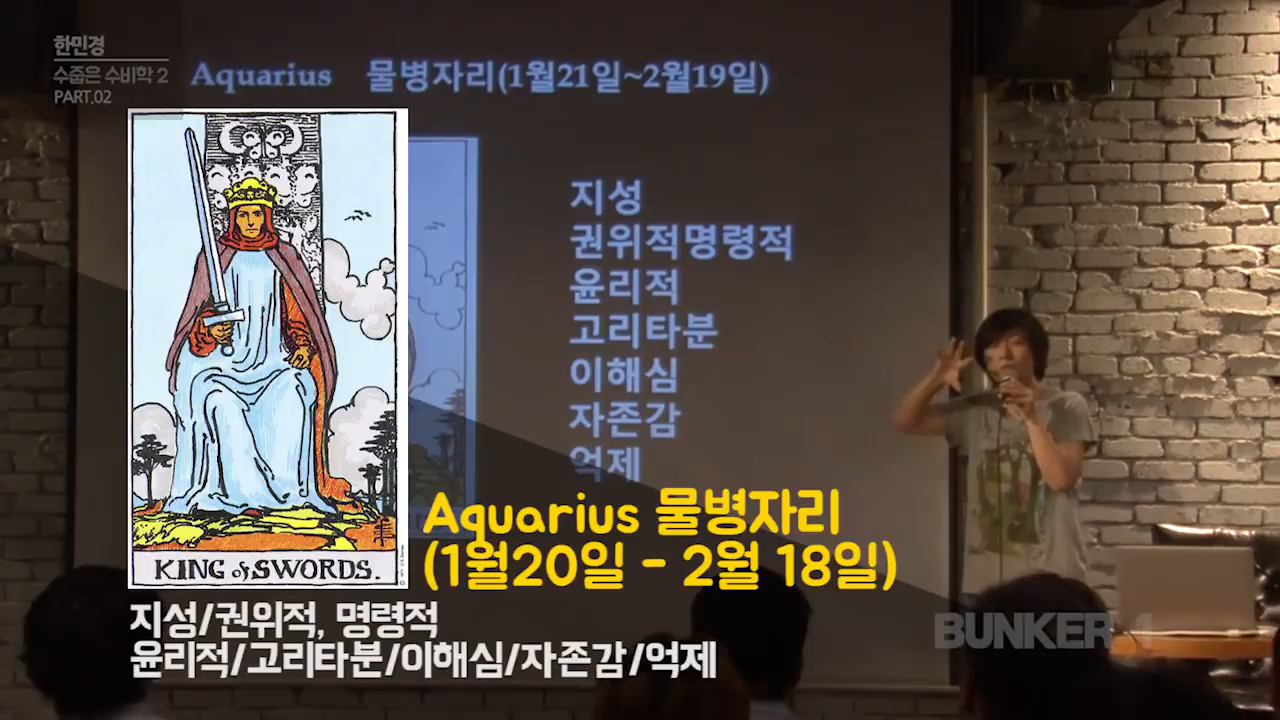 한민경
수줍은 수비학 2
PART.02
Aquarius 물병자리(1월21일~2월19일)
지성
권위적명령적
윤리적
고리타분
이해심
자존감
억제
KING of SWORDS.
Aquarius 물병자리
(1월20일 - 2월 18일)
지성/권위적, 명령적
윤리적/고리타분/이해심/자존감/억제
BUNKER 1